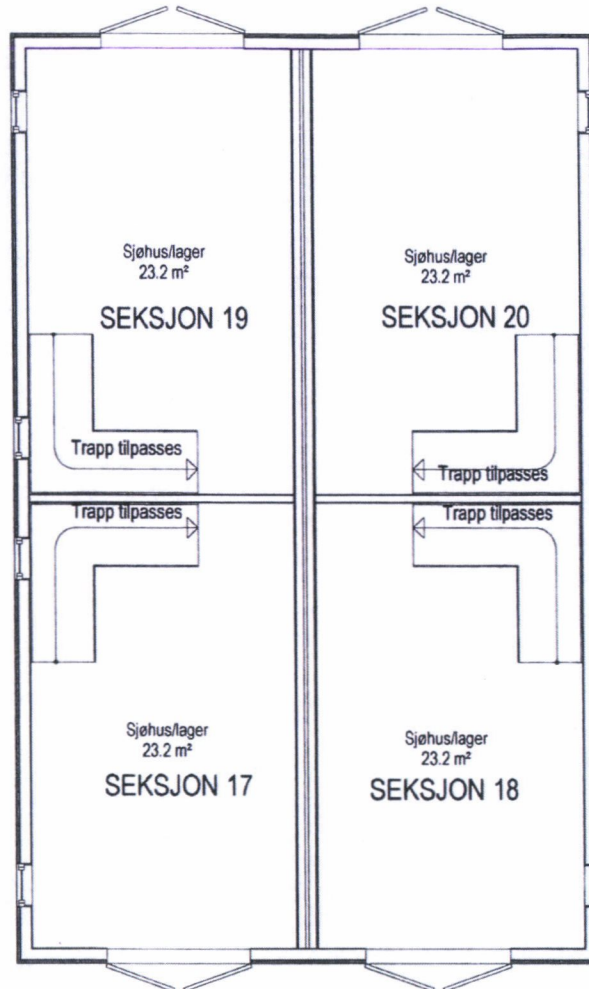 Sjøhus/lager
23.2 m²
SEKSJON 19
Trapp tilpasses
Sjøhus/lager
23.2 m²
SEKSJON 20
Trapp tilpasses
Trapp tilpasses
Sjøhus/lager
23.2 m²
SEKSJON 17
Trapp tilpasses
Sjøhus/lager
23.2 m²
SEKSJON 18